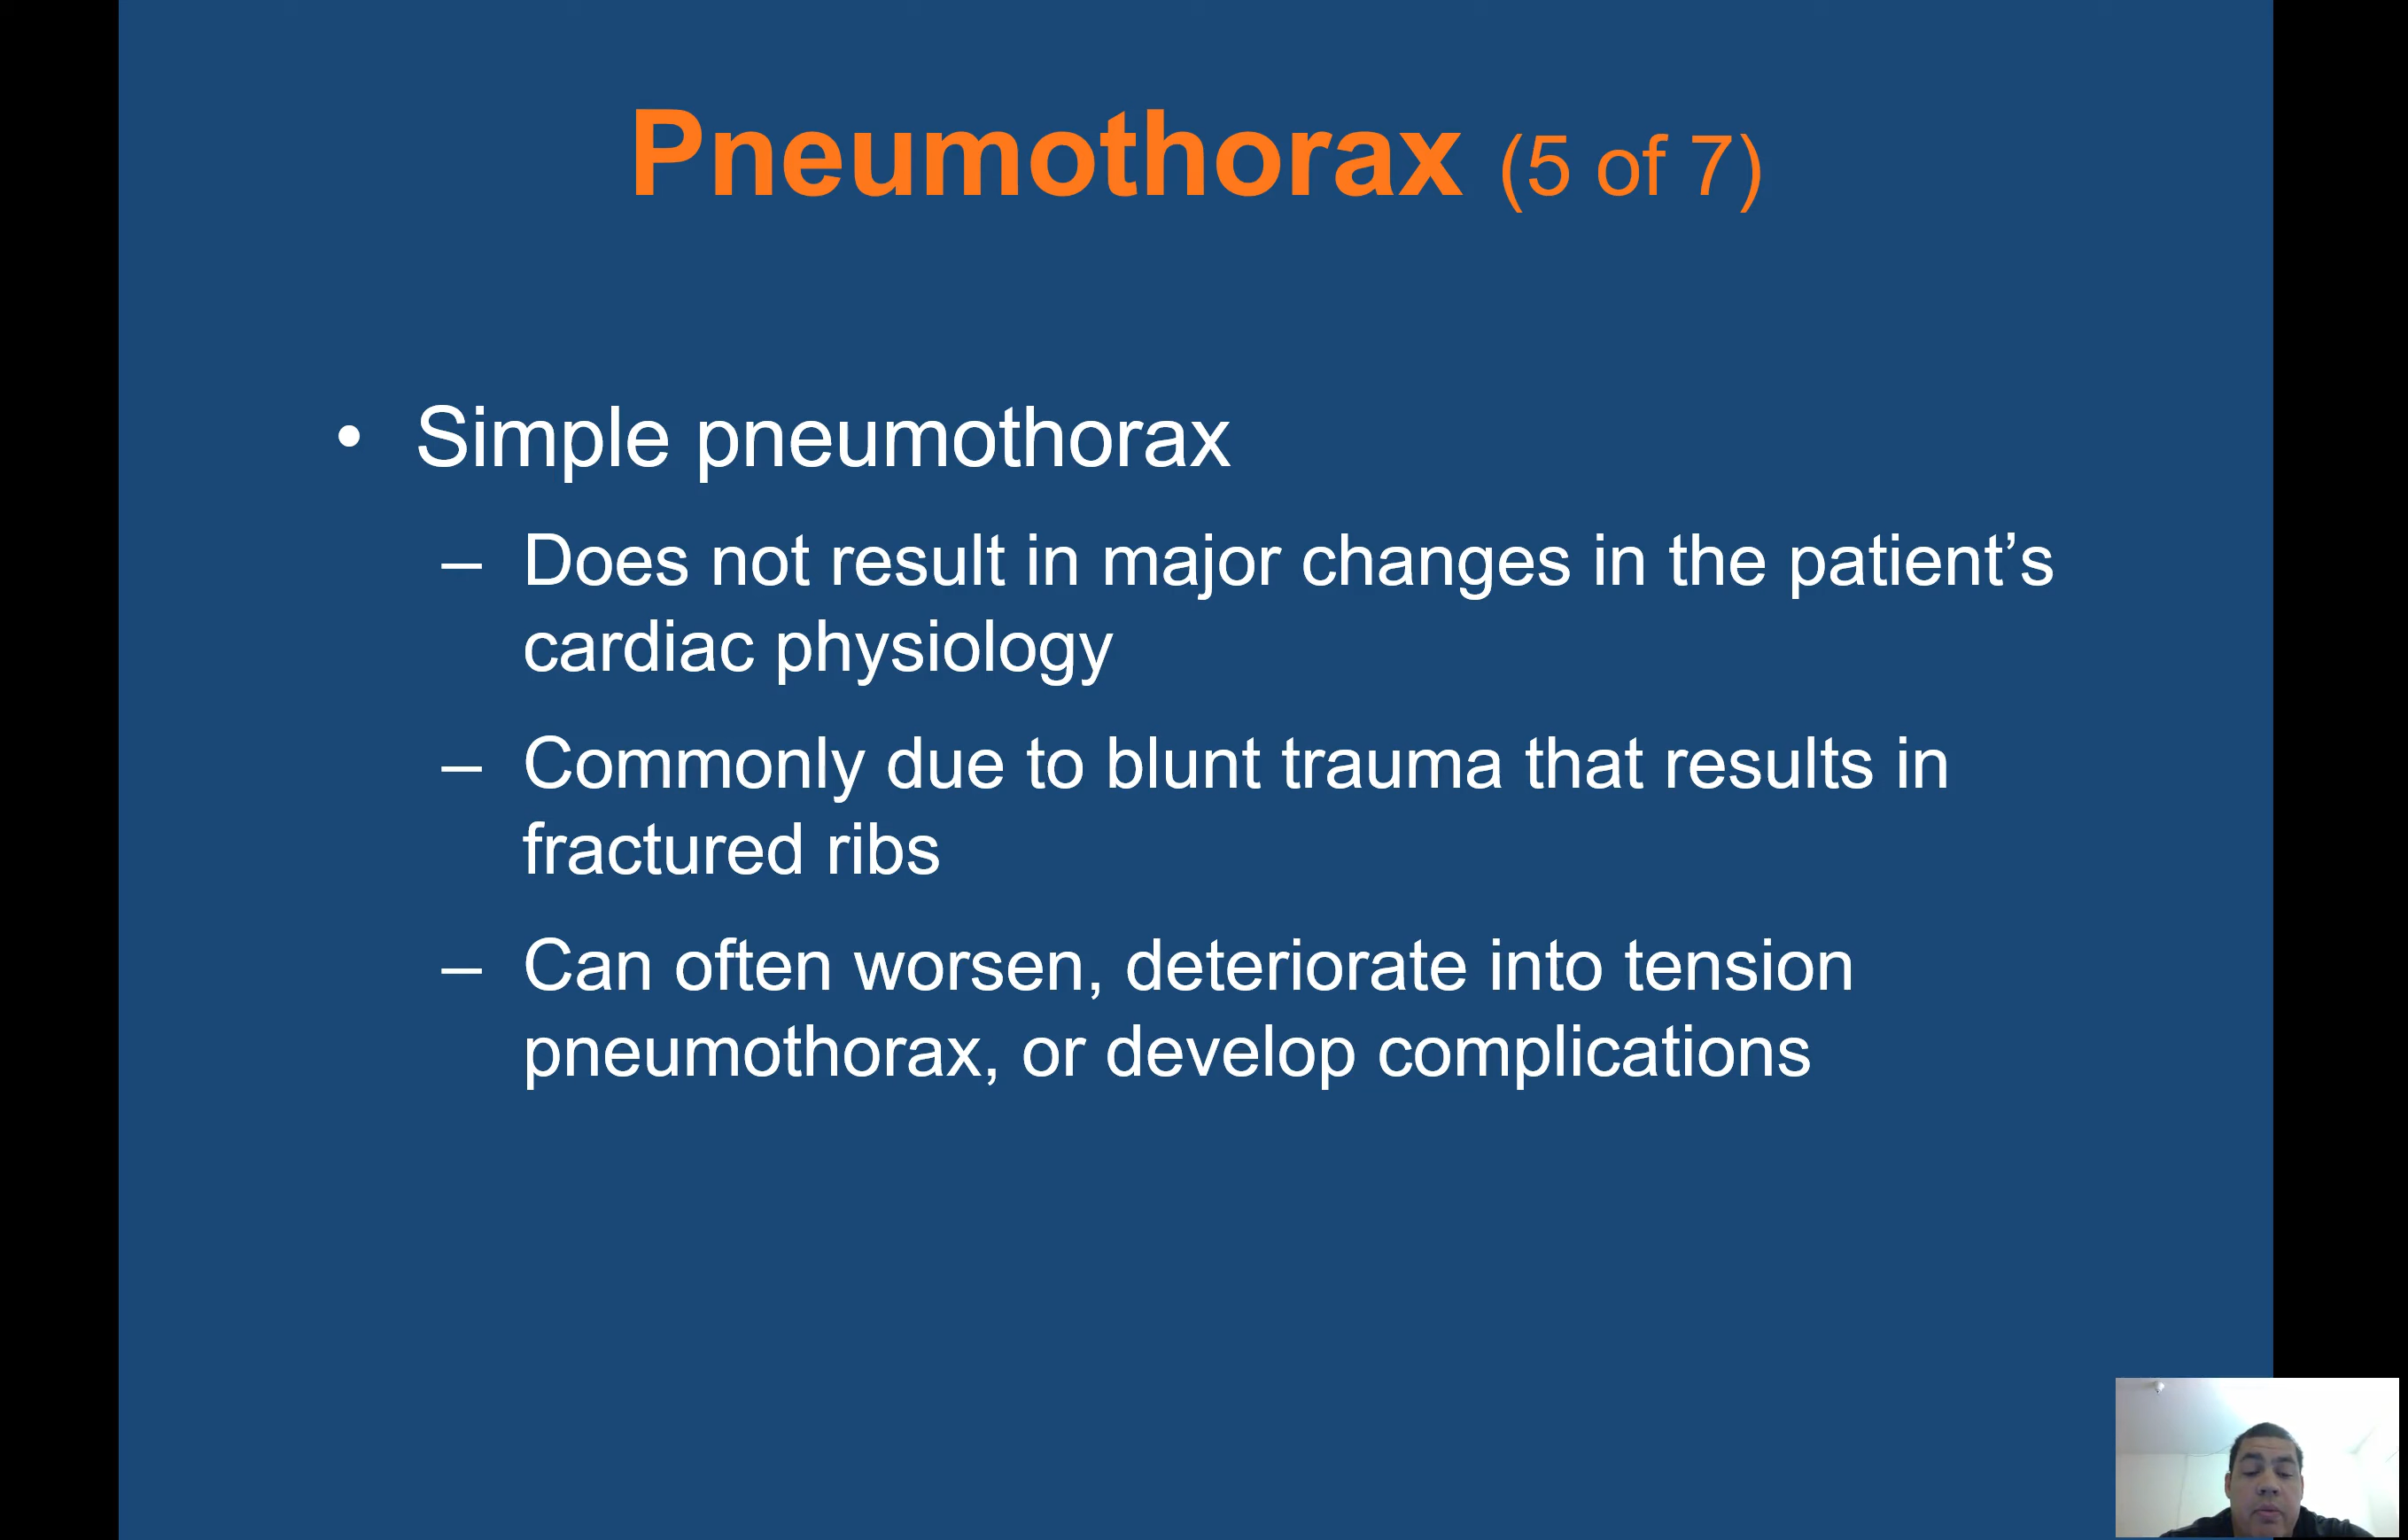 Pneumothorax (5 of 7)
• Simple pneumothorax
– Does not result in major changes in the patient’s
cardiac physiology
– Commonly due to blunt trauma that results in
fractured ribs
– Can often worsen, deteriorate into tension
pneumothorax, or develop complications